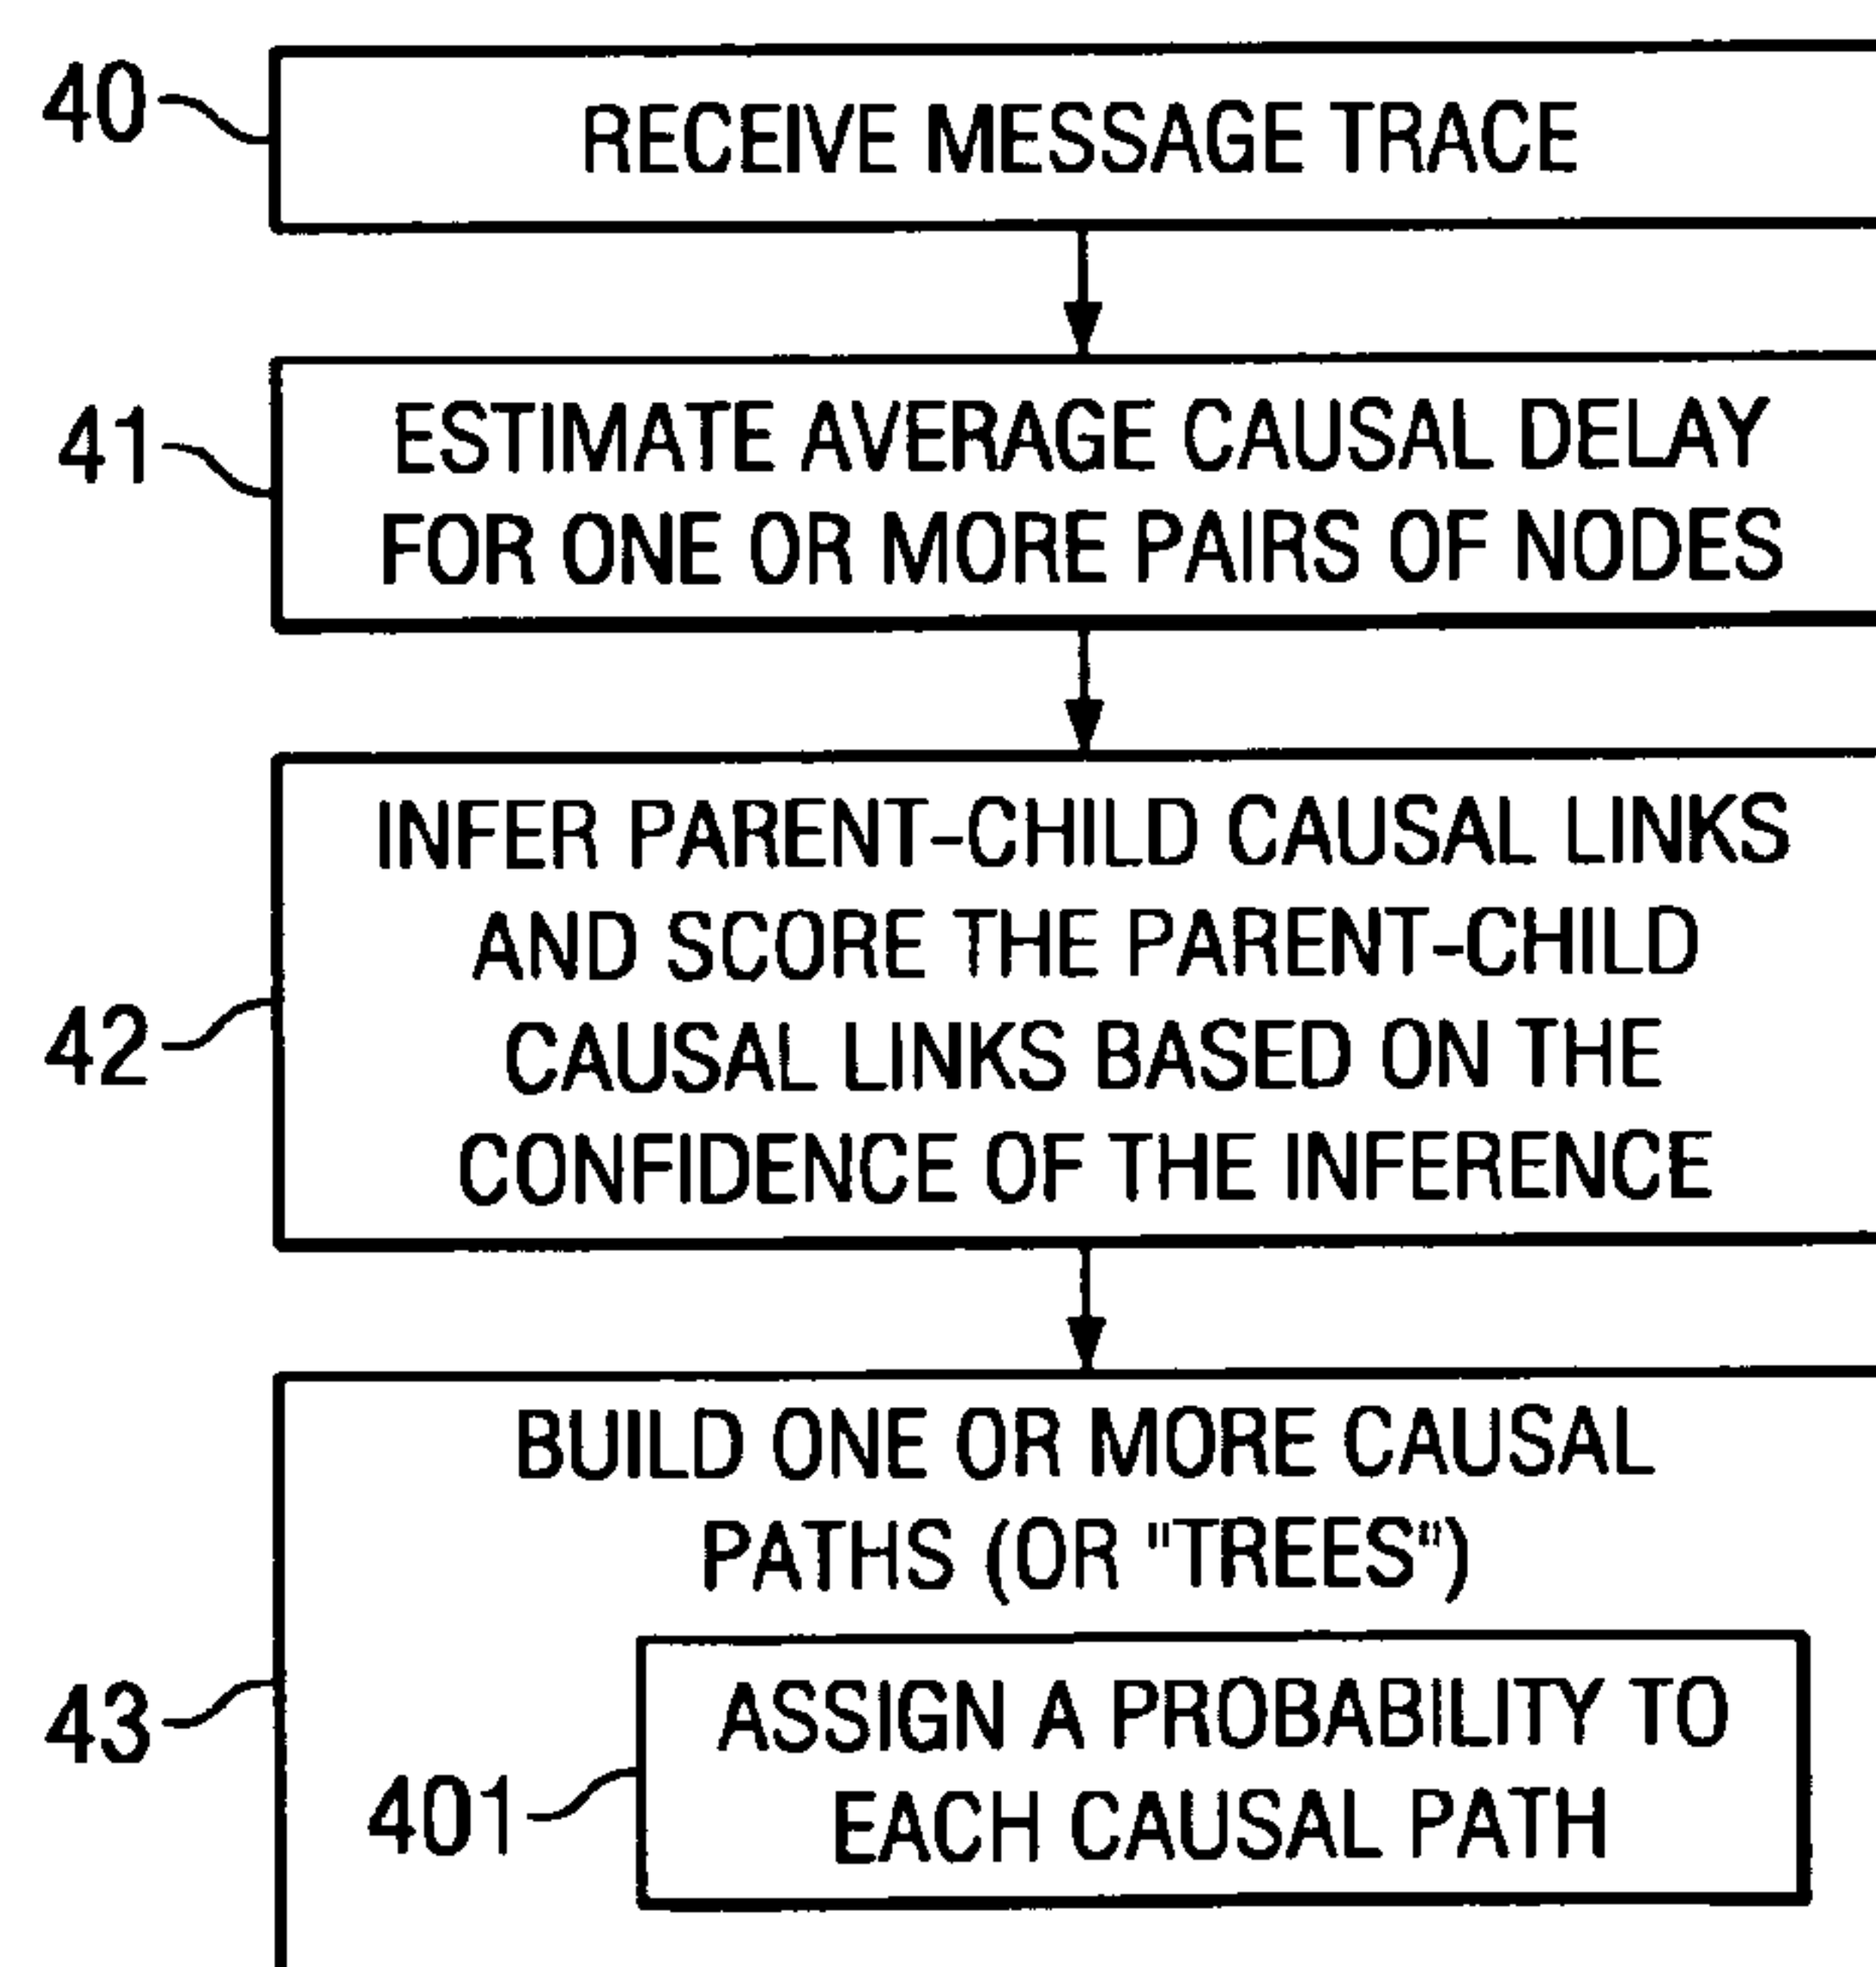 40
RECEIVE MESSAGE TRACE
41
ESTIMATE AVERAGE CAUSAL DELAY
FOR ONE OR MORE PAIRS OF NODES
42
INFER PARENT-CHILD CAUSAL LINKS
AND SCORE THE PARENT-CHILD
CAUSAL LINKS BASED ON THE
CONFIDENCE OF THE INFERENCE
43
BUILD ONE OR MORE CAUSAL
PATHS (OR "TREES")
401
ASSIGN A PROBABILITY TO
EACH CAUSAL PATH